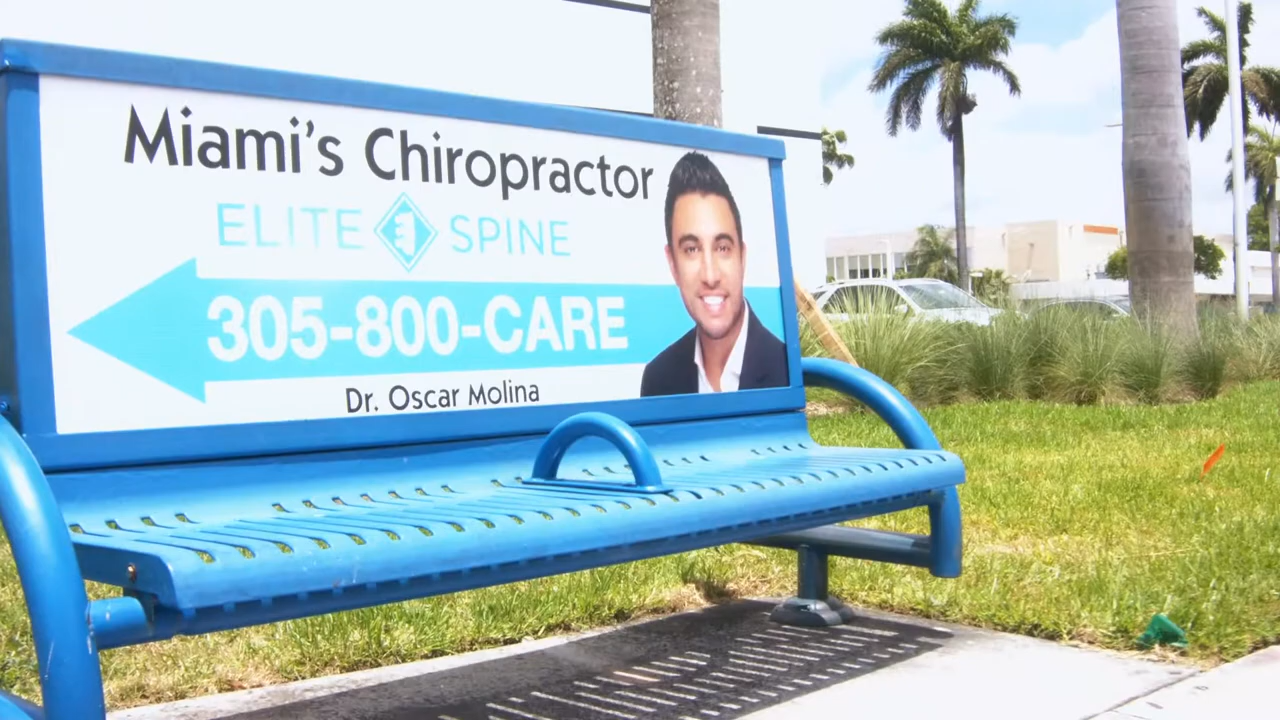 Miami's Chiropractor
ELITE SPINE
305-800-CARE
Dr. Oscar Molina